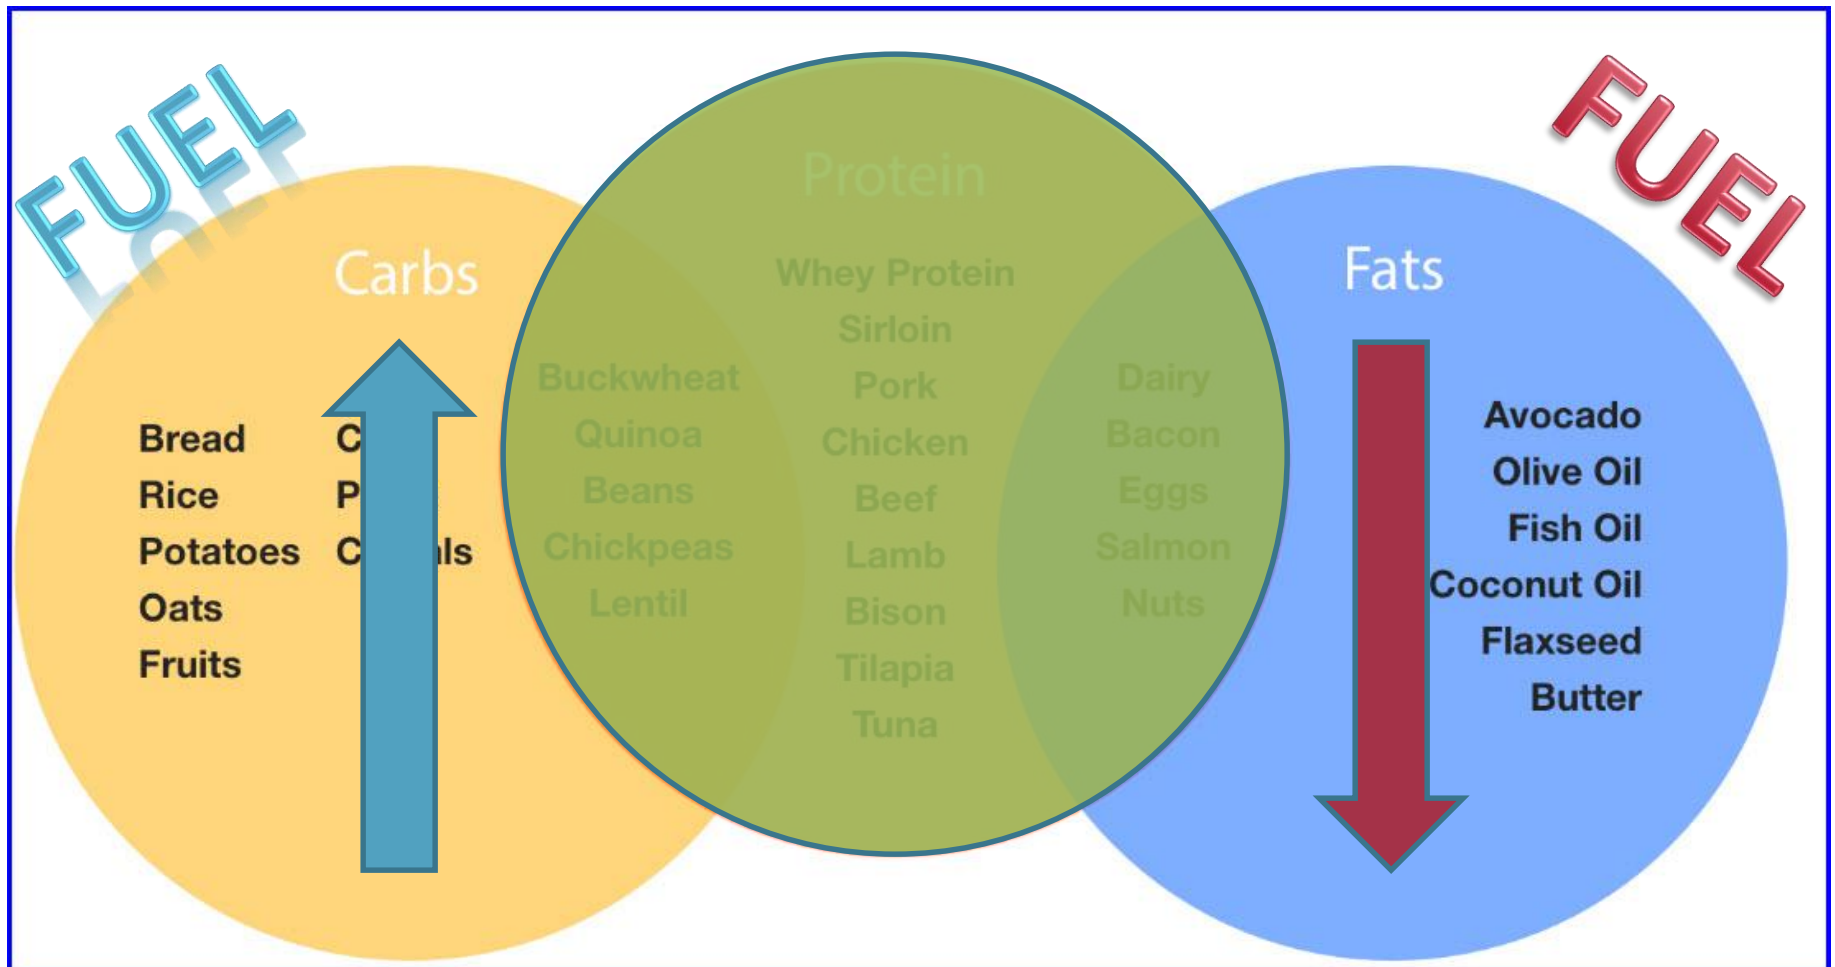 FUEL
FUEL
Protein
Carbs
Fats
Whey Protein
Sirloin
Pork
Chicken
Beef
Lamb
Bison
Tilapia
Tuna
Buckwheat
Quinoa
Beans
Chickpeas
Lentil
Dairy
Bacon
Eggs
Salmon
Nuts
Bread
Rice
Potatoes
Oats
Fruits
Avocado
Olive Oil
Fish Oil
Coconut Oil
Flaxseed
Butter